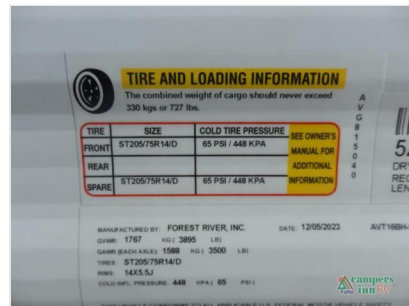 TIRE AND LOADING INFORMATION
The combined weight of cargo should never exceed
330 kgs or 727 lbs.
TIRE SIZE COLD TIRE PRESSURE SEE OWNER'S MANUAL FOR ADDITIONAL INFORMATION
FRONT ST205/75R14/D 65 PSI / 448 KPA
REAR
SPARE ST205/75R14/D 65 PSI / 448 KPA
AVG81504
MANUFACTURED BY: FOREST RIVER, INC. DATE: 12/05/2023 AVT16BH-
GVWR: 1767 KG ( 3895 LB)
GAWR (EACH AXLE): 1588 KG ( 3500 LB)
TIRES: ST205/75R14/D
RIMS: 14X5.5J
COLD INFL. PRESSURE: 448 KPA ( 65 PSI)
campers
inn RV